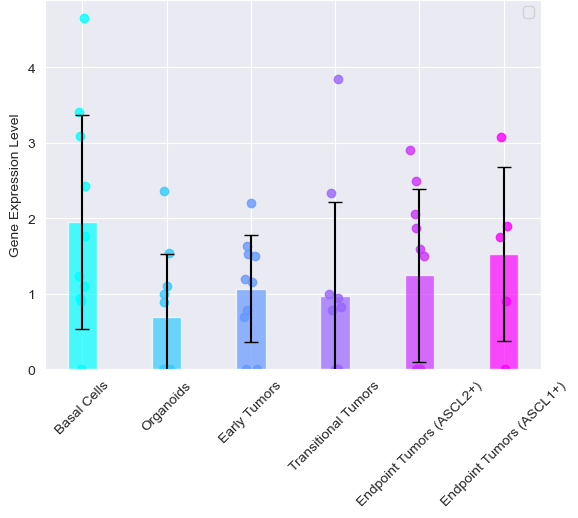 Gene Expression Level
4
3
2
1
0
Basal Cells
Organoids
Early Tumors
Transitional Tumors
Endpoint Tumors (ASCL2+)
Endpoint Tumors (ASCL1+)